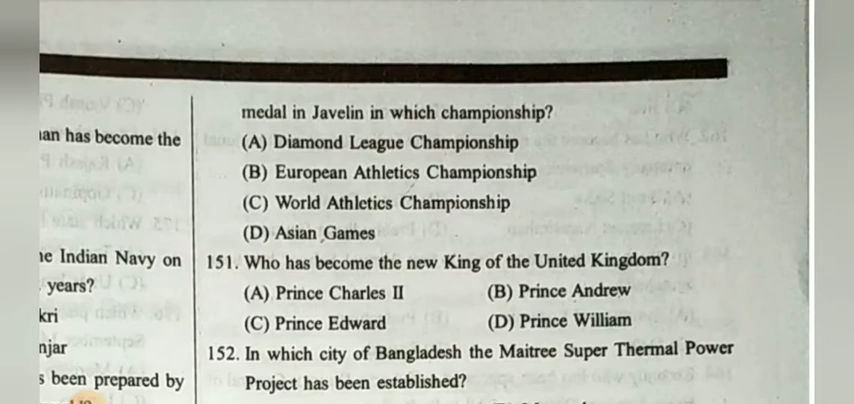 an has become the
e Indian Navy on
years?
kri
njar
s been prepared by
medal in Javelin in which championship?
(A) Diamond League Championship
(B) European Athletics Championship
(C) World Athletics Championship
(D) Asian Games
151. Who has become the new King of the United Kingdom?
(A) Prince Charles II (B) Prince Andrew
(C) Prince Edward (D) Prince William
152. In which city of Bangladesh the Maitree Super Thermal Power
Project has been established?